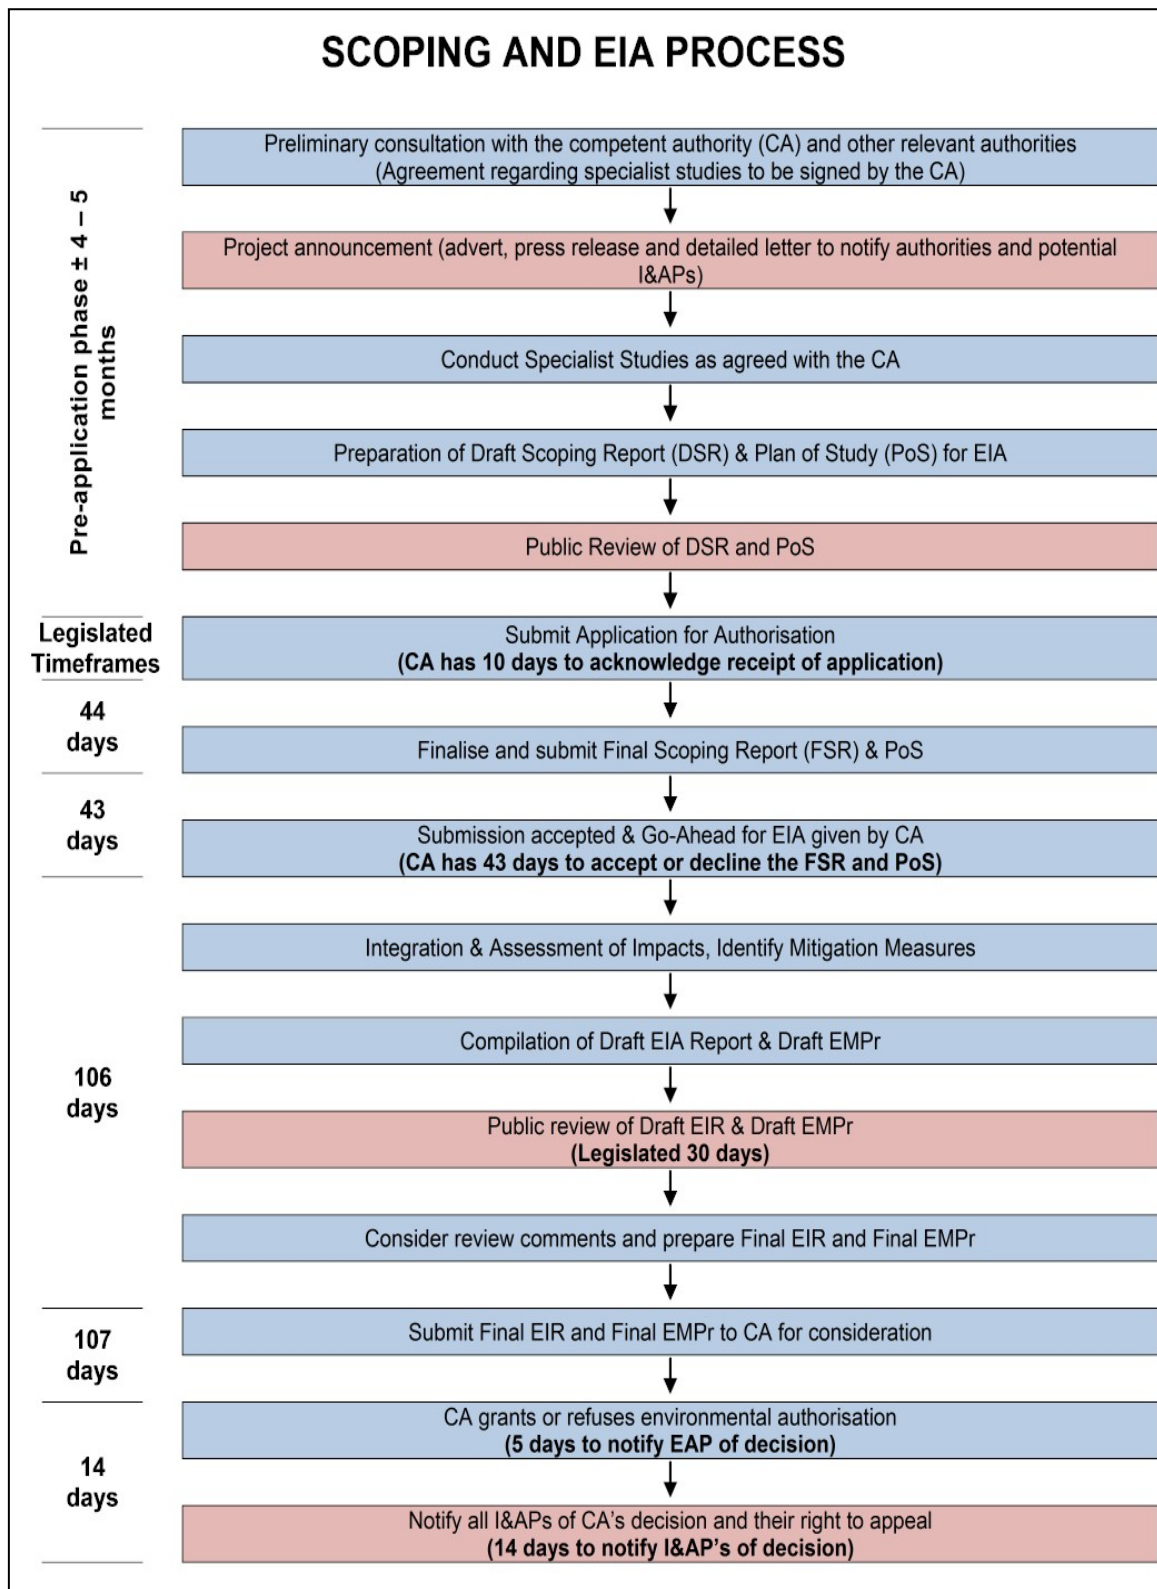 SCOPING AND EIA PROCESS
Pre-application phase ± 4 – 5
months
Preliminary consultation with the competent authority (CA) and other relevant authorities
(Agreement regarding specialist studies to be signed by the CA)
Project announcement (advert, press release and detailed letter to notify authorities and potential
I&APs)
Conduct Specialist Studies as agreed with the CA
Preparation of Draft Scoping Report (DSR) & Plan of Study (PoS) for EIA
Public Review of DSR and PoS
Legislated
Timeframes
Submit Application for Authorisation
(CA has 10 days to acknowledge receipt of application)
44
days
Finalise and submit Final Scoping Report (FSR) & PoS
43
days
Submission accepted & Go-Ahead for EIA given by CA
(CA has 43 days to accept or decline the FSR and PoS)
Integration & Assessment of Impacts, Identify Mitigation Measures
Compilation of Draft EIA Report & Draft EMPr
106
days
Public review of Draft EIR & Draft EMPr
(Legislated 30 days)
Consider review comments and prepare Final EIR and Final EMPr
107
days
Submit Final EIR and Final EMPr to CA for consideration
CA grants or refuses environmental authorisation
(5 days to notify EAP of decision)
14
days
Notify all I&APs of CA's decision and their right to appeal
(14 days to notify I&AP's of decision)